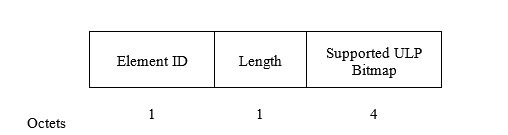 Element ID
Length
Supported ULP
Bitmap
Octets
1
1
4